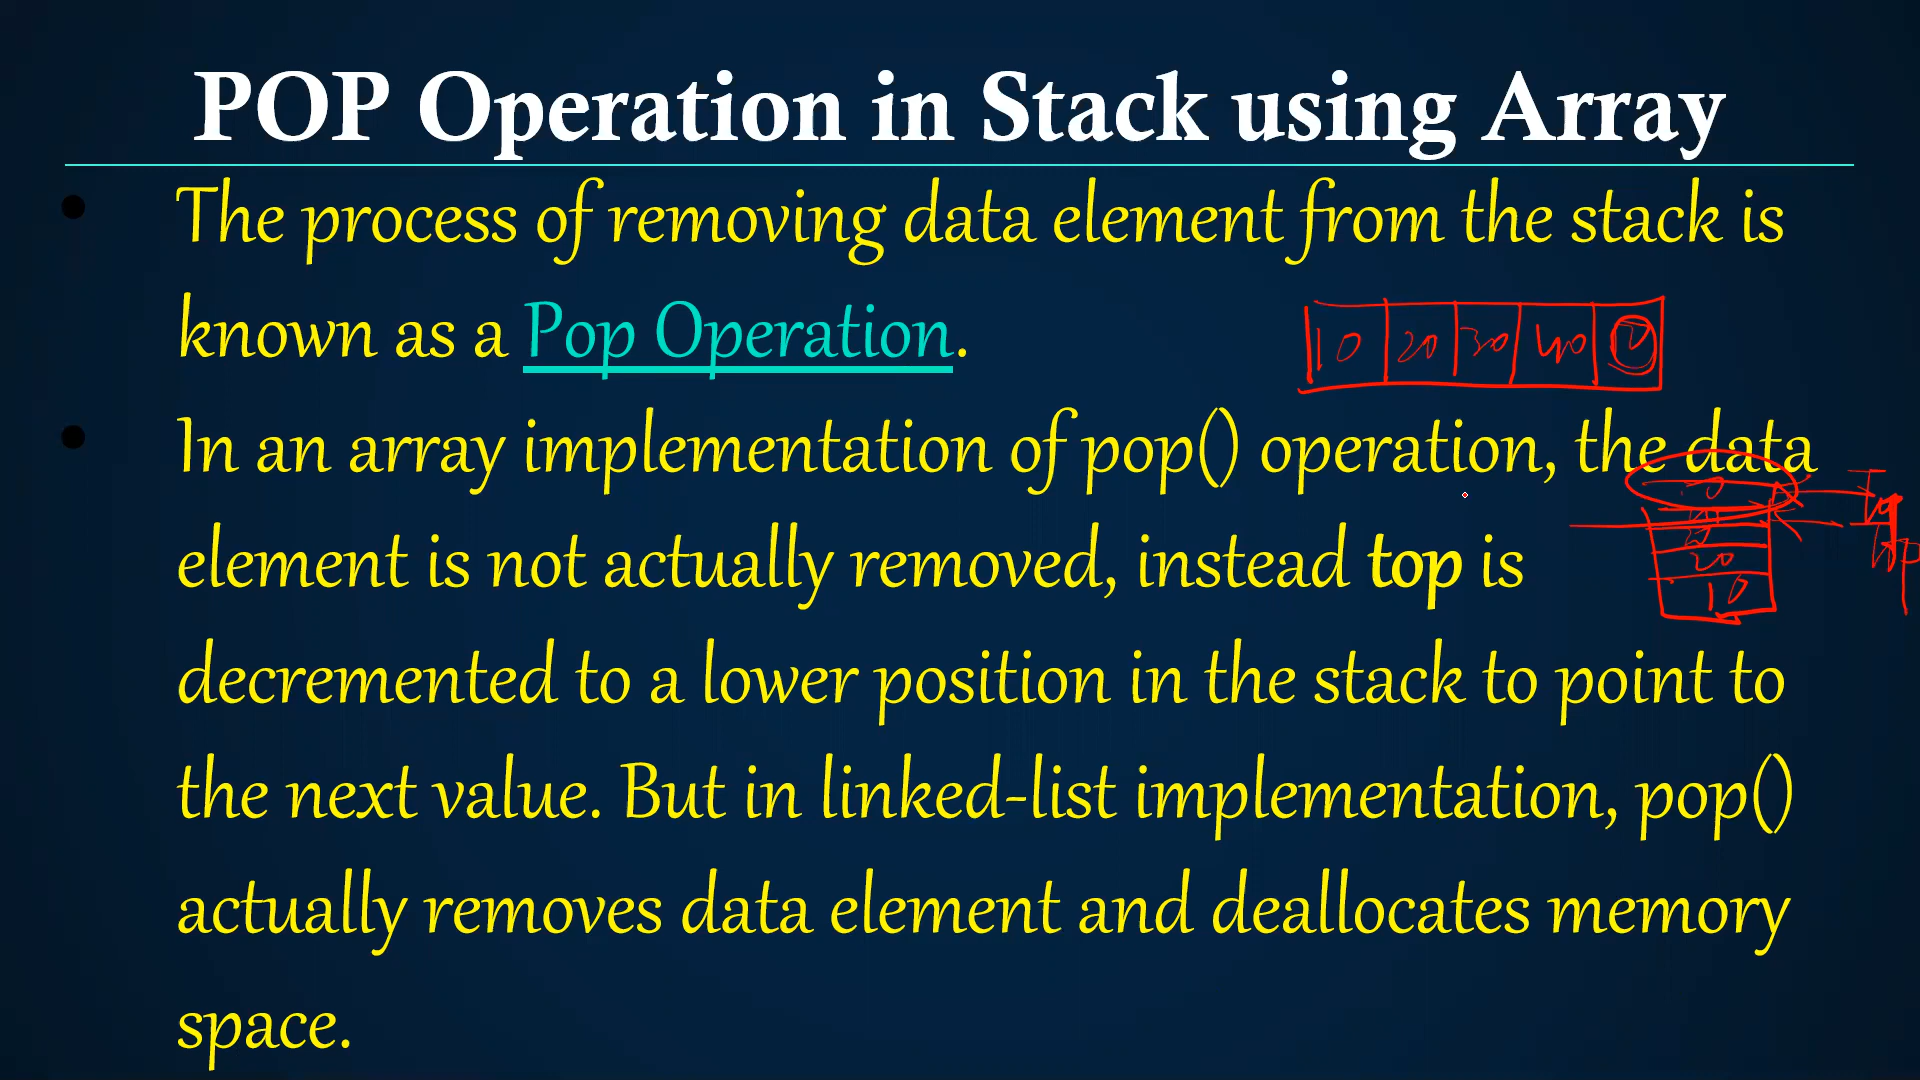 POP Operation in Stack using Array
The process of removing data element from the stack is
known as a Pop Operation.
10 20 30 40
In an array implementation of pop() operation, the data
element is not actually removed, instead top is
20
10
decremented to a lower position in the stack to point to
the next value. But in linked-list implementation, pop()
actually removes data element and deallocates memory
space.